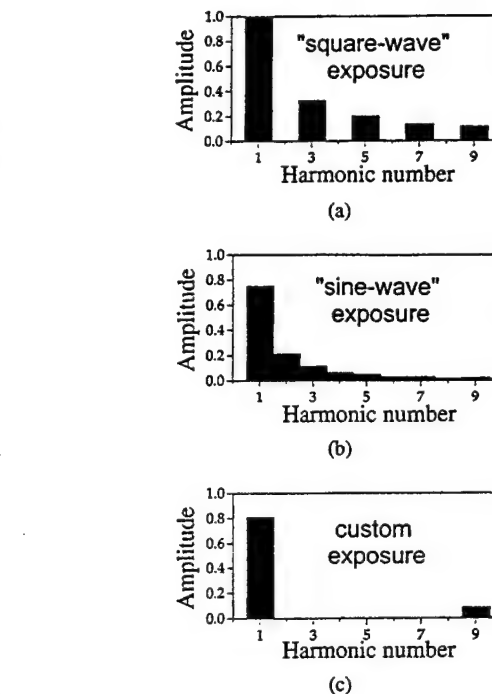 1.0
0.8
0.6
0.4
0.2
0.0
Amplitude
"square-wave"
exposure
1 3 5 7 9
Harmonic number
(a)
1.0
0.8
0.6
0.4
0.2
0.0
Amplitude
"sine-wave"
exposure
1 3 5 7 9
Harmonic number
(b)
1.0
0.8
0.6
0.4
0.2
0.0
Amplitude
custom
exposure
1 3 5 7 9
Harmonic number
(c)